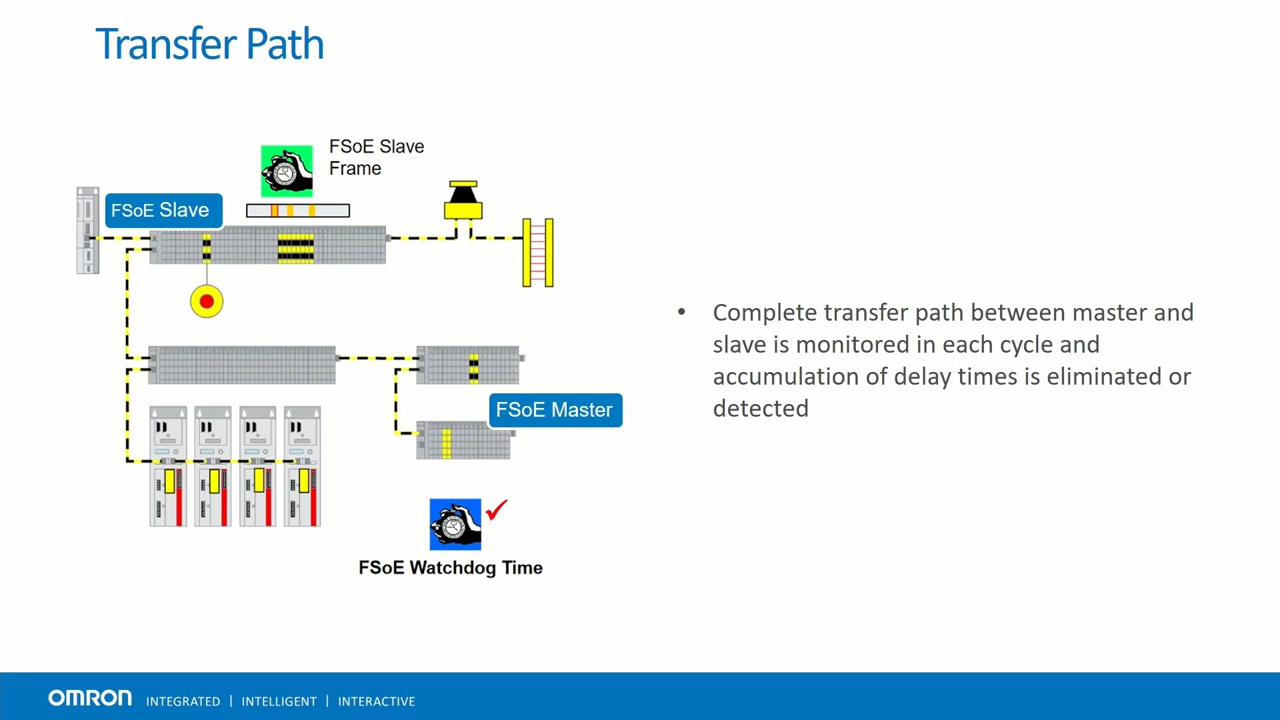 Transfer Path
FSoE Slave
Frame
FSoE Slave
• Complete transfer path between master and
slave is monitored in each cycle and
accumulation of delay times is eliminated or
detected
FSoE Master
FSoE Watchdog Time
OMRON INTEGRATED | INTELLIGENT | INTERACTIVE